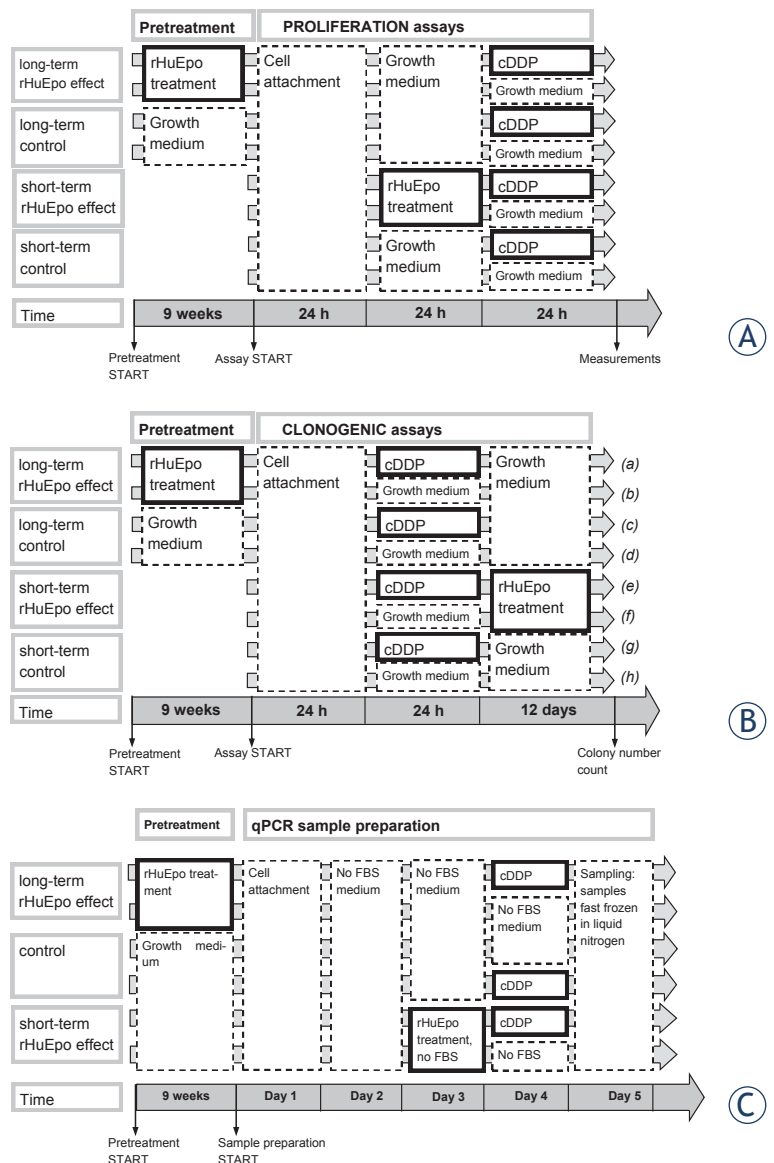 Pretreatment PROLIFERATION assays
long-term
rHuEpo effect
rHuEpo
treatment
Cell
attachment
Growth
medium
cDDP
Growth medium
long-term
control
Growth
medium
cDDP
Growth medium
short-term
rHuEpo effect
rHuEpo
treatment
cDDP
Growth medium
short-term
control
Growth
medium
cDDP
Growth medium
Time 9 weeks 24 h 24 h 24 h
Pretreatment
START
Assay START
Measurements
A
Pretreatment CLONOGENIC assays
long-term
rHuEpo effect
rHuEpo
treatment
Cell
attachment
cDDP
Growth medium
Growth
medium
(a)
(b)
long-term
control
Growth
medium
cDDP
Growth medium
(c)
(d)
short-term
rHuEpo effect
cDDP
Growth medium
rHuEpo
treatment
(e)
(f)
short-term
control
cDDP
Growth medium
Growth
medium
(g)
(h)
Time 9 weeks 24 h 24 h 12 days
Pretreatment
START
Assay START
Colony number
count
B
Pretreatment qPCR sample preparation
long-term
rHuEpo effect
rHuEpo treat-
ment
Cell
attachment
No FBS
medium
No FBS
medium
cDDP
No FBS
medium
Sampling:
samples
fast frozen
in liquid
nitrogen
control
Growth medi-
um
cDDP
short-term
rHuEpo effect
rHuEpo
treatment,
no FBS
cDDP
No FBS
Time 9 weeks Day 1 Day 2 Day 3 Day 4 Day 5
Pretreatment
START
Sample preparation
START
C